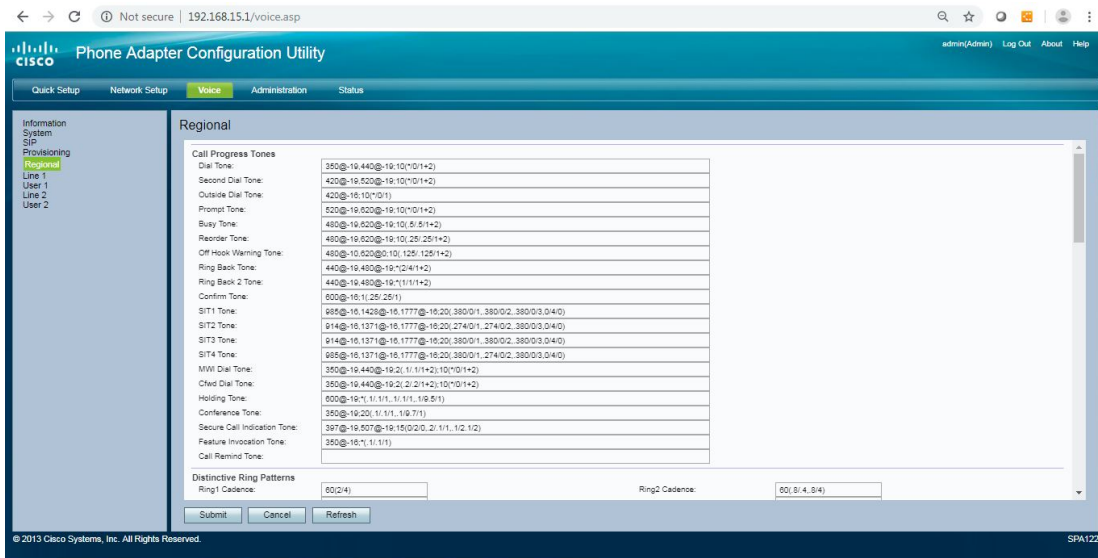 Not secure | 192.168.15.1/voice.asp
CISCO
Phone Adapter Configuration Utility
admin(Admin) Log Out About Help
Quick Setup Network Setup Voice Administration Status
Information
System
SIP
Provisioning
Regional
Line 1
User 1
Line 2
User 2
Regional
Call Progress Tones
Dial Tone: 350@-19,440@-19;10(*/0/1+2)
Second Dial Tone: 420@-19,520@-19;10(*/0/1+2)
Outside Dial Tone: 420@-16;10(*/0/1)
Prompt Tone: 520@-19,620@-19;10(*/0/1+2)
Busy Tone: 480@-19,620@-19;10(.5/.5/1+2)
Reorder Tone: 480@-19,620@-19;10(.25/.25/1+2)
Off Hook Warning Tone: 480@-10,620@0;10(.125/.125/1+2)
Ring Back Tone: 440@-19,480@-19;*(2/4/1+2)
Ring Back 2 Tone: 440@-19,480@-19;*(1/1/1+2)
Confirm Tone: 600@-16;1(.25/.25/1)
SIT1 Tone: 985@-16,1428@-16,1777@-16;20(.380/0/1,.380/0/2,.380/0/3,0/4/0)
SIT2 Tone: 914@-16,1371@-16,1777@-16;20(.274/0/1,.274/0/2,.380/0/3,0/4/0)
SIT3 Tone: 914@-16,1371@-16,1777@-16;20(.380/0/1,.380/0/2,.380/0/3,0/4/0)
SIT4 Tone: 985@-16,1371@-16,1777@-16;20(.380/0/1,.274/0/2,.380/0/3,0/4/0)
MWI Dial Tone: 350@-19,440@-19;2(.1/.1/1+2);10(*/0/1+2)
Cfwd Dial Tone: 350@-19,440@-19;2(.2/.2/1+2);10(*/0/1+2)
Holding Tone: 600@-19;*(.1/.1/1,.1/.1/1,.1/9.5/1)
Conference Tone: 350@-19;20(.1/.1/1,.1/9.7/1)
Secure Call Indication Tone: 397@-19,507@-19;15(0/2/0,.2/.1/1,.1/2.1/2)
Feature Invocation Tone: 350@-16;*(.1/.1/1)
Call Remind Tone:
Distinctive Ring Patterns
Ring1 Cadence: 60(2/4) Ring2 Cadence: 60(.8/.4,.8/4)
Submit Cancel Refresh
© 2013 Cisco Systems, Inc. All Rights Reserved. SPA122